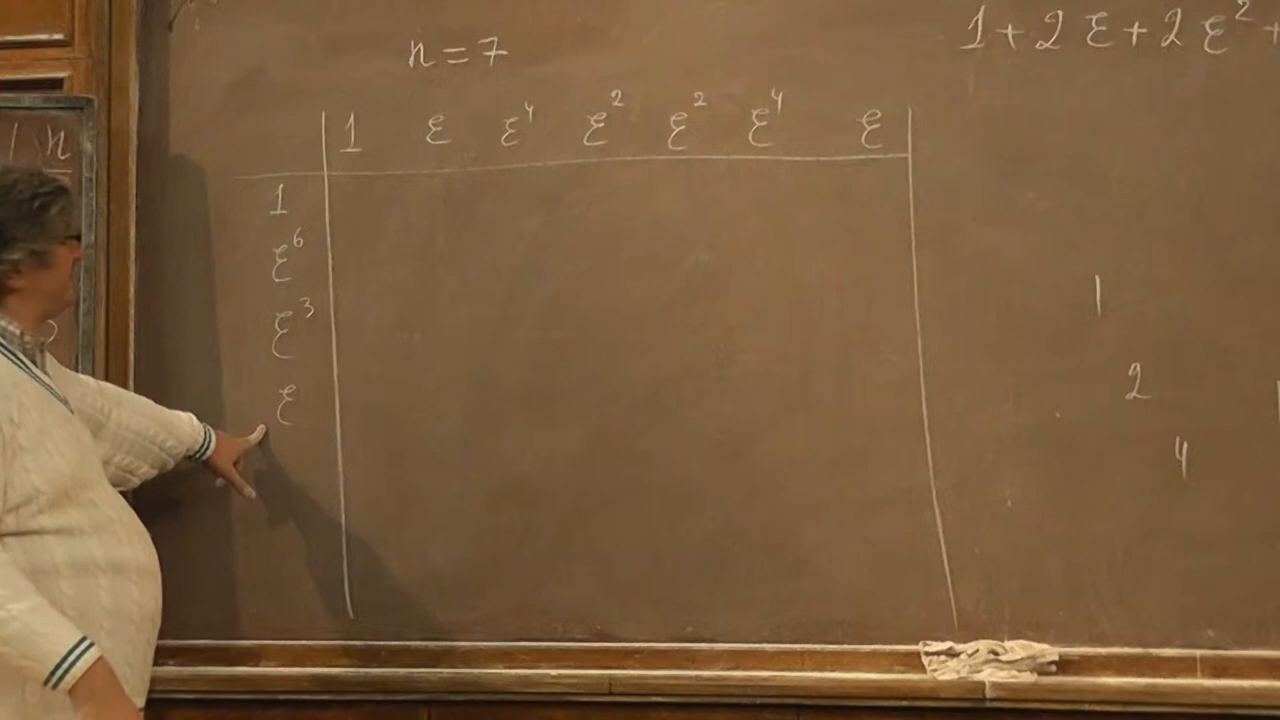 1 + 2 ε + 2 ε² +
n = 7
1 ε ε⁴ ε² ε² ε⁴ ε
1
ε⁶
ε³
ε
n
1
2
4